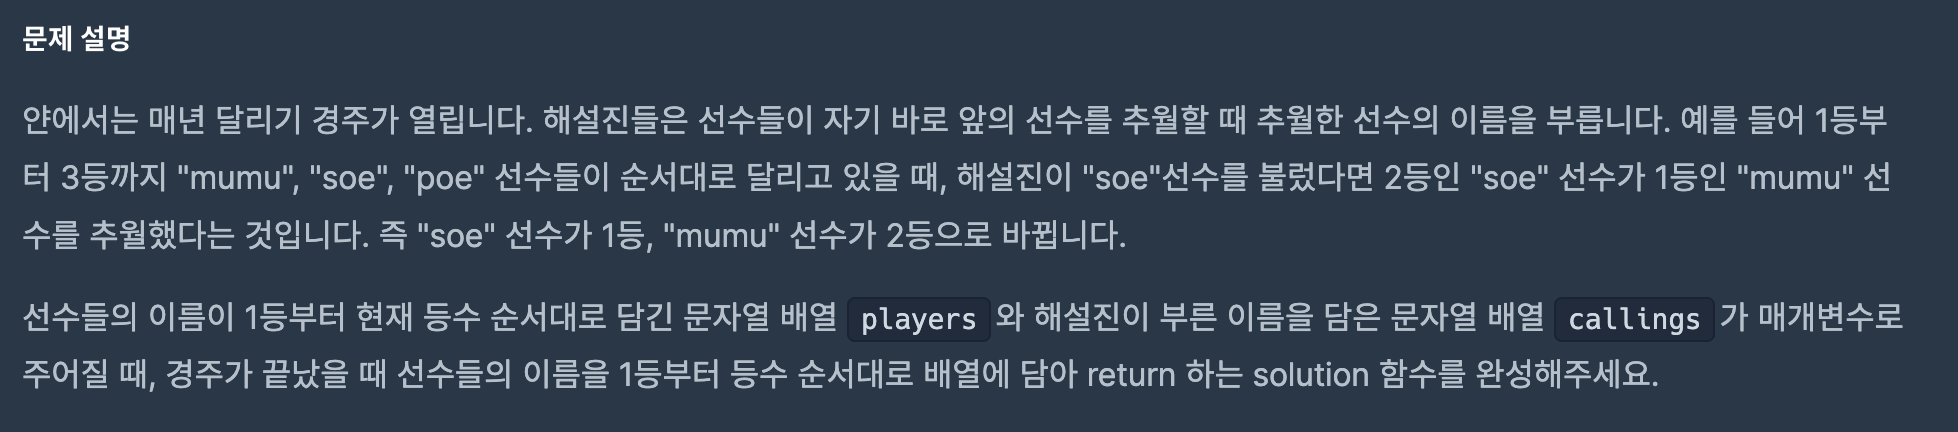 문제 설명
얀에서는 매년 달리기 경주가 열립니다. 해설진들은 선수들이 자기 바로 앞의 선수를 추월할 때 추월한 선수의 이름을 부릅니다. 예를 들어 1등부
터 3등까지 "mumu", "soe", "poe" 선수들이 순서대로 달리고 있을 때, 해설진이 "soe"선수를 불렀다면 2등인 "soe" 선수가 1등인 "mumu" 선
수를 추월했다는 것입니다. 즉 "soe" 선수가 1등, "mumu" 선수가 2등으로 바뀝니다.
선수들의 이름이 1등부터 현재 등수 순서대로 담긴 문자열 배열 players 와 해설진이 부른 이름을 담은 문자열 배열 callings 가 매개변수로
주어질 때, 경주가 끝났을 때 선수들의 이름을 1등부터 등수 순서대로 배열에 담아 return 하는 solution 함수를 완성해주세요.